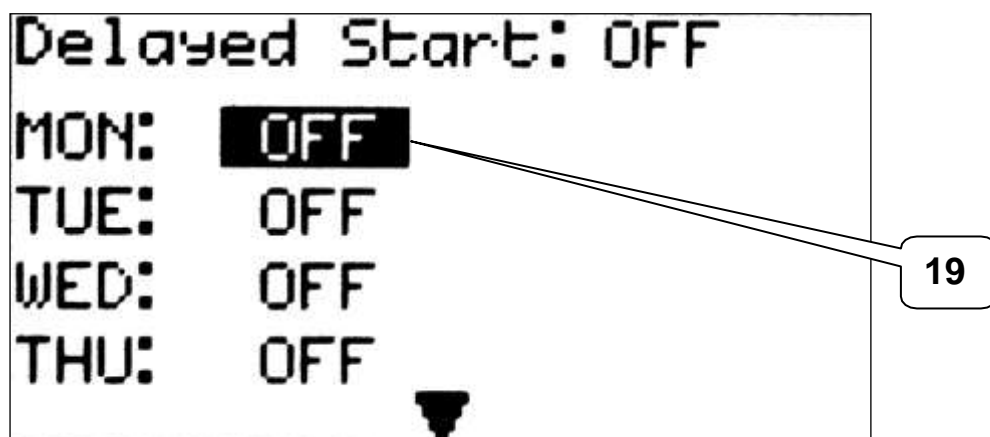 Delayed Start: OFF
MON: OFF
TUE: OFF
WED: OFF
THU: OFF
19